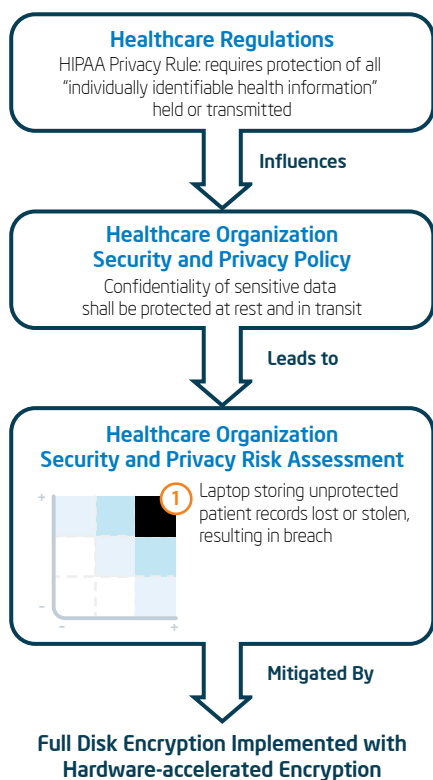 Healthcare Regulations
HIPAA Privacy Rule: requires protection of all
“individually identifiable health information”
held or transmitted
Influences
Healthcare Organization
Security and Privacy Policy
Confidentiality of sensitive data
shall be protected at rest and in transit
Leads to
Healthcare Organization
Security and Privacy Risk Assessment
+
1
Laptop storing unprotected
patient records lost or stolen,
resulting in breach
-
- +
Mitigated By
Full Disk Encryption Implemented with
Hardware-accelerated Encryption